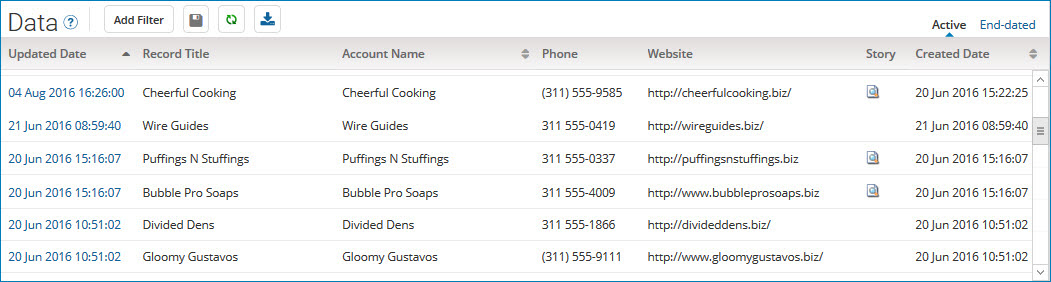 Data ? Add Filter
Active End-dated
Updated Date Record Title Account Name Phone Website Story Created Date
04 Aug 2016 16:26:00 Cheerful Cooking Cheerful Cooking (311) 555-9585 http://cheerfulcooking.biz/ 20 Jun 2016 15:22:25
21 Jun 2016 08:59:40 Wire Guides Wire Guides 311 555-0419 http://wireguides.biz/ 21 Jun 2016 08:59:40
20 Jun 2016 15:16:07 Puffings N Stuffings Puffings N Stuffings 311 555-0337 http://puffingsnstuffings.biz 20 Jun 2016 15:16:07
20 Jun 2016 15:16:07 Bubble Pro Soaps Bubble Pro Soaps 311 555-4009 http://www.bubbleprosoaps.biz 20 Jun 2016 15:16:07
20 Jun 2016 10:51:02 Divided Dens Divided Dens 311 555-1866 http://divideddens.biz/ 20 Jun 2016 10:51:02
20 Jun 2016 10:51:02 Gloomy Gustavos Gloomy Gustavos (311) 555-9111 http://www.gloomygustavos.biz/ 20 Jun 2016 10:51:02